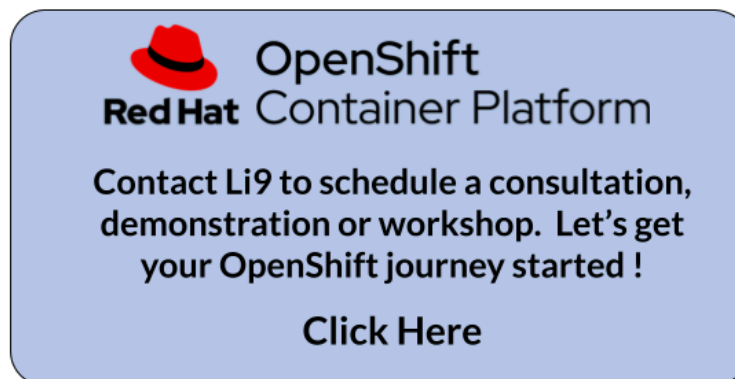 OpenShift
Red Hat Container Platform
Contact Li9 to schedule a consultation,
demonstration or workshop.  Let’s get
your OpenShift journey started !
Click Here